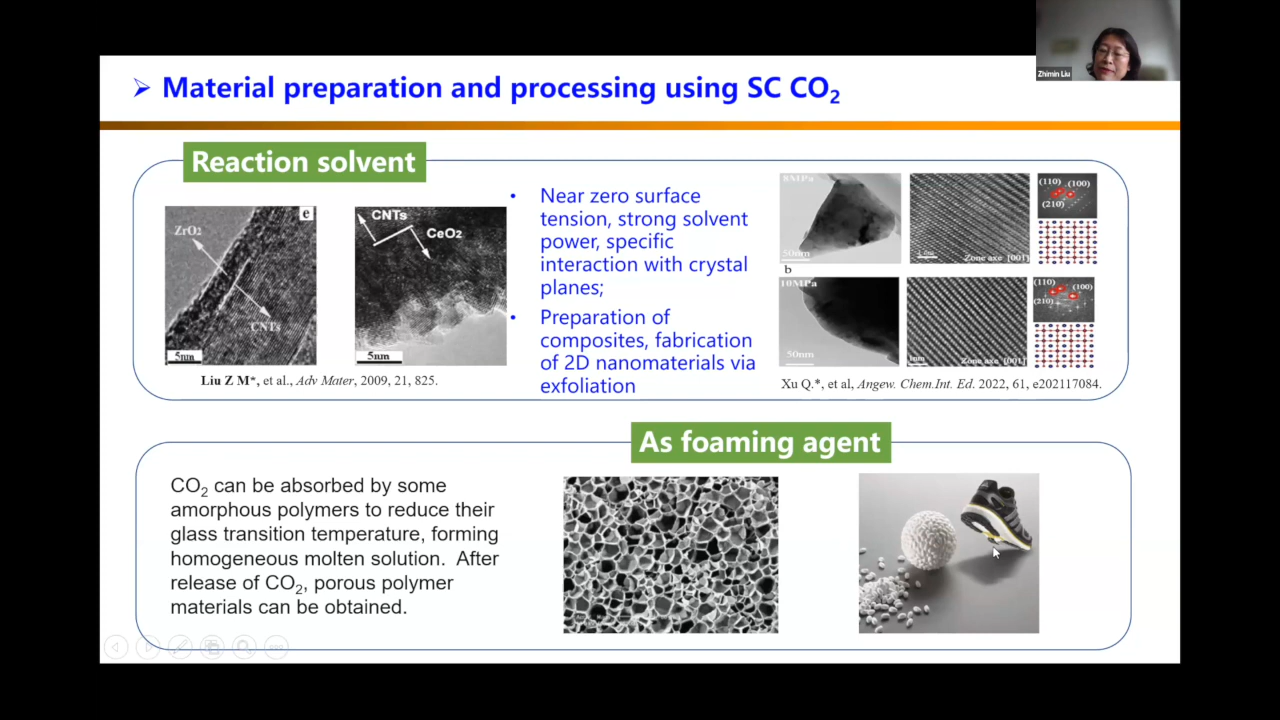 Zhimin Liu
➢ Material preparation and processing using SC CO₂
Reaction solvent
e
ZrO₂
CNTs
5nm
CNTs
CeO₂
5nm
Liu Z M*, et al., Adv Mater, 2009, 21, 825.
• Near zero surface
tension, strong solvent
power, specific
interaction with crystal
planes;
• Preparation of
composites, fabrication
of 2D nanomaterials via
exfoliation
8MPa
50nm
Zone axe [001]
(110)
(100)
(210)
b
10MPa
50nm
Zone axe [001]
(110)
(100)
(210)
Xu Q.*, et al, Angew. Chem.Int. Ed. 2022, 61, e202117084.
As foaming agent
CO₂ can be absorbed by some
amorphous polymers to reduce their
glass transition temperature, forming
homogeneous molten solution. After
release of CO₂, porous polymer
materials can be obtained.